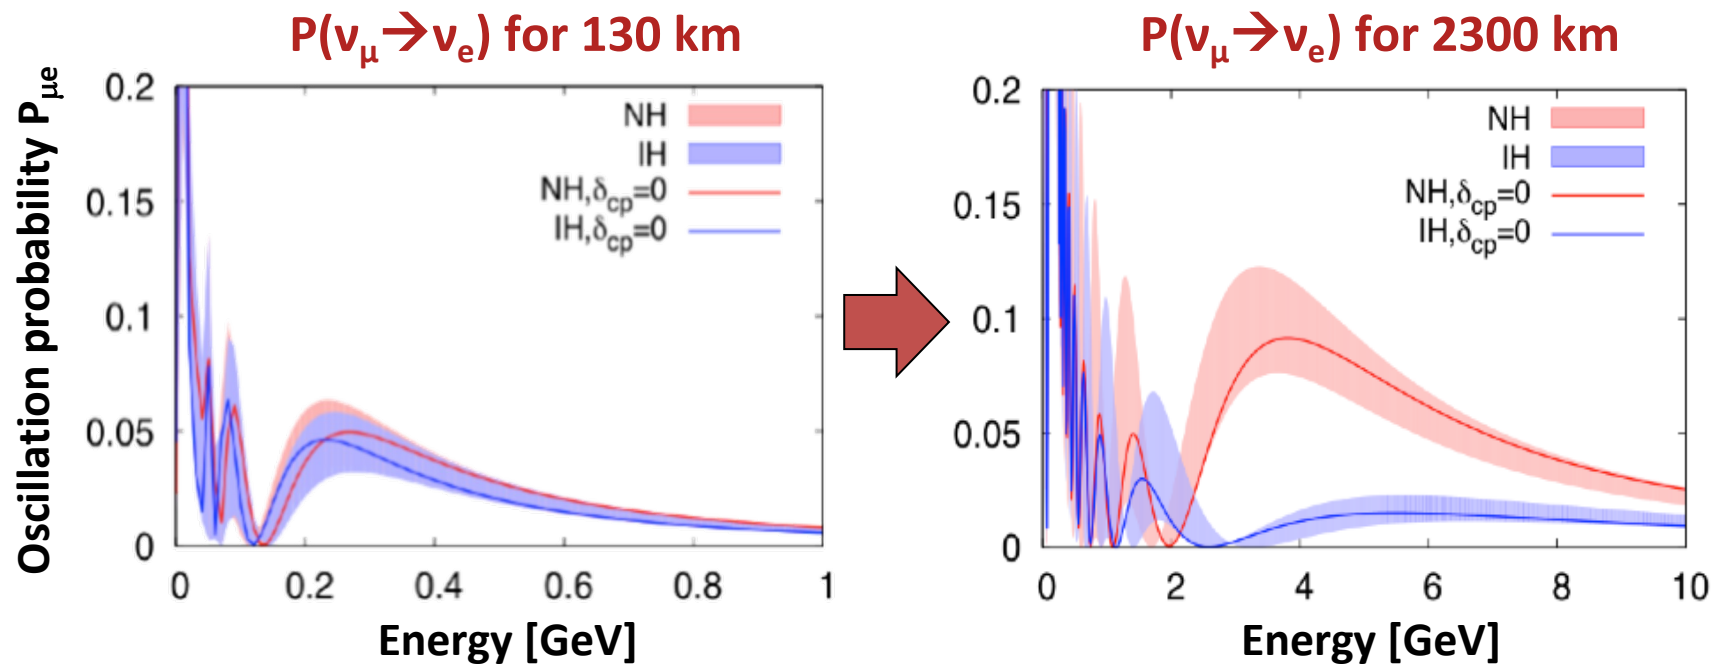 P(νμ→νe) for 130 km
Oscillation probability Pμe
0.2
0.15
0.1
0.05
0
NH
IH
NH,δcp=0
IH,δcp=0
0 0.2 0.4 0.6 0.8 1
Energy [GeV]
P(νμ→νe) for 2300 km
0.2
0.15
0.1
0.05
0
NH
IH
NH,δcp=0
IH,δcp=0
0 2 4 6 8 10
Energy [GeV]